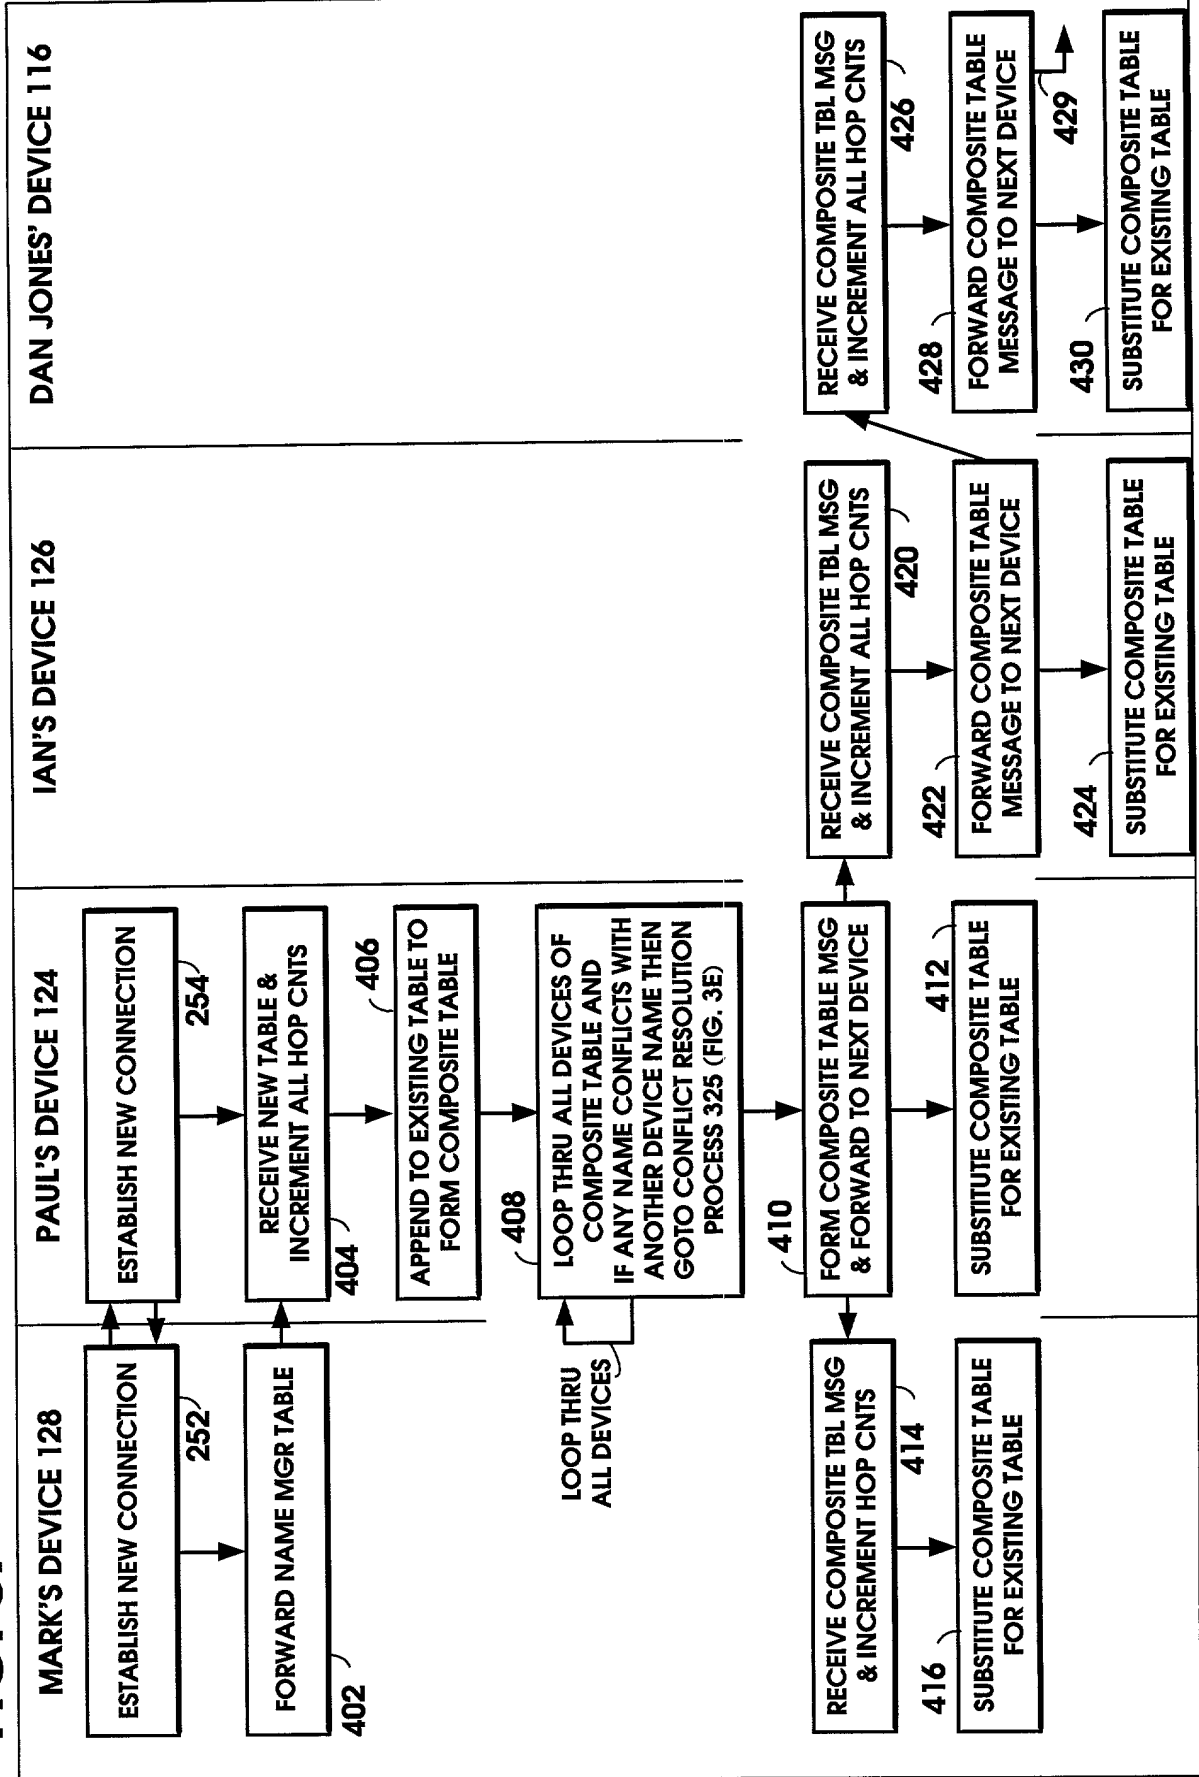 MARK'S DEVICE 128
ESTABLISH NEW CONNECTION
252
FORWARD NAME MGR TABLE
402
LOOP THRU
ALL DEVICES
RECEIVE COMPOSITE TBL MSG
& INCREMENT HOP CNTS
414
SUBSTITUTE COMPOSITE TABLE
FOR EXISTING TABLE
416
PAUL'S DEVICE 124
ESTABLISH NEW CONNECTION
254
RECEIVE NEW TABLE &
INCREMENT ALL HOP CNTS
404
APPEND TO EXISTING TABLE TO
FORM COMPOSITE TABLE
406
LOOP THRU ALL DEVICES OF
COMPOSITE TABLE AND
IF ANY NAME CONFLICTS WITH
ANOTHER DEVICE NAME THEN
GOTO CONFLICT RESOLUTION
PROCESS 325 (FIG. 3E)
408
FORM COMPOSITE TABLE MSG
& FORWARD TO NEXT DEVICE
410
SUBSTITUTE COMPOSITE TABLE
FOR EXISTING TABLE
412
IAN'S DEVICE 126
RECEIVE COMPOSITE TBL MSG
& INCREMENT ALL HOP CNTS
420
FORWARD COMPOSITE TABLE
MESSAGE TO NEXT DEVICE
422
SUBSTITUTE COMPOSITE TABLE
FOR EXISTING TABLE
424
DAN JONES' DEVICE 116
RECEIVE COMPOSITE TBL MSG
& INCREMENT ALL HOP CNTS
426
FORWARD COMPOSITE TABLE
MESSAGE TO NEXT DEVICE
428
429
SUBSTITUTE COMPOSITE TABLE
FOR EXISTING TABLE
430